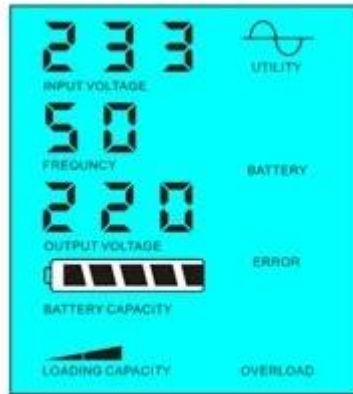 233
UTILITY
INPUT VOLTAGE
50
FREQUNCY
BATTERY
220
OUTPUT VOLTAGE
ERROR
BATTERY CAPACITY
LOADING CAPACITY
OVERLOAD